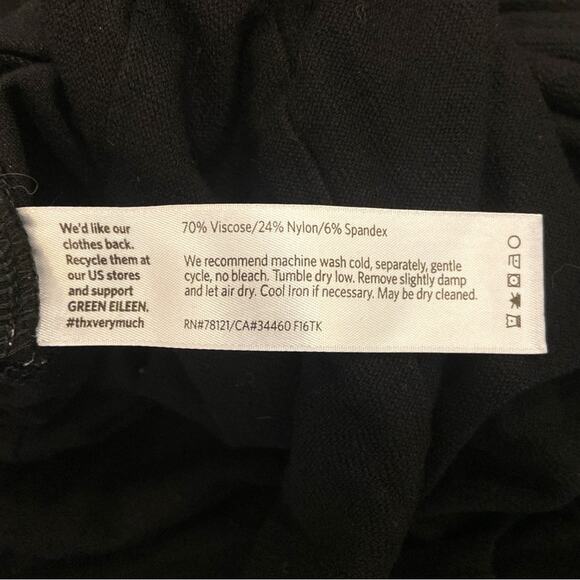 We'd like our
clothes back.
Recycle them at
our US stores
and support
GREEN EILEEN.
#thxverymuch
70% Viscose/24% Nylon/6% Spandex
We recommend machine wash cold, separately, gentle
cycle, no bleach. Tumble dry low. Remove slightly damp
and let air dry. Cool Iron if necessary. May be dry cleaned.
RN#78121/CA#34460 F16TK